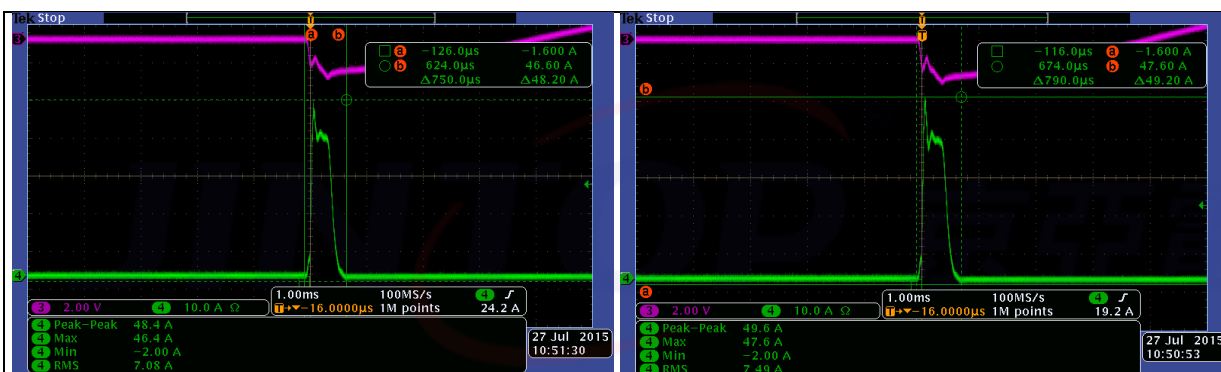 Tek Stop
T
3
a b
a −126.0µs −1.600 A
b 624.0µs 46.60 A
Δ750.0µs Δ48.20 A
4
3 2.00 V 4 10.0 A Ω
1.00ms 100MS/s 4
T→▼−16.0000µs 1M points 24.2 A
4 Peak−Peak 48.4 A
4 Max 46.4 A
4 Min −2.00 A
4 RMS 7.08 A
27 Jul 2015
10:51:30
Tek Stop
T
3
T
−116.0µs a −1.600 A
674.0µs b 47.60 A
Δ790.0µs Δ49.20 A
b
4
a
3 2.00 V 4 10.0 A Ω
1.00ms 100MS/s 4
T→▼−16.0000µs 1M points 19.2 A
4 Peak−Peak 49.6 A
4 Max 47.6 A
4 Min −2.00 A
4 RMS 7.49 A
27 Jul 2015
10:50:53